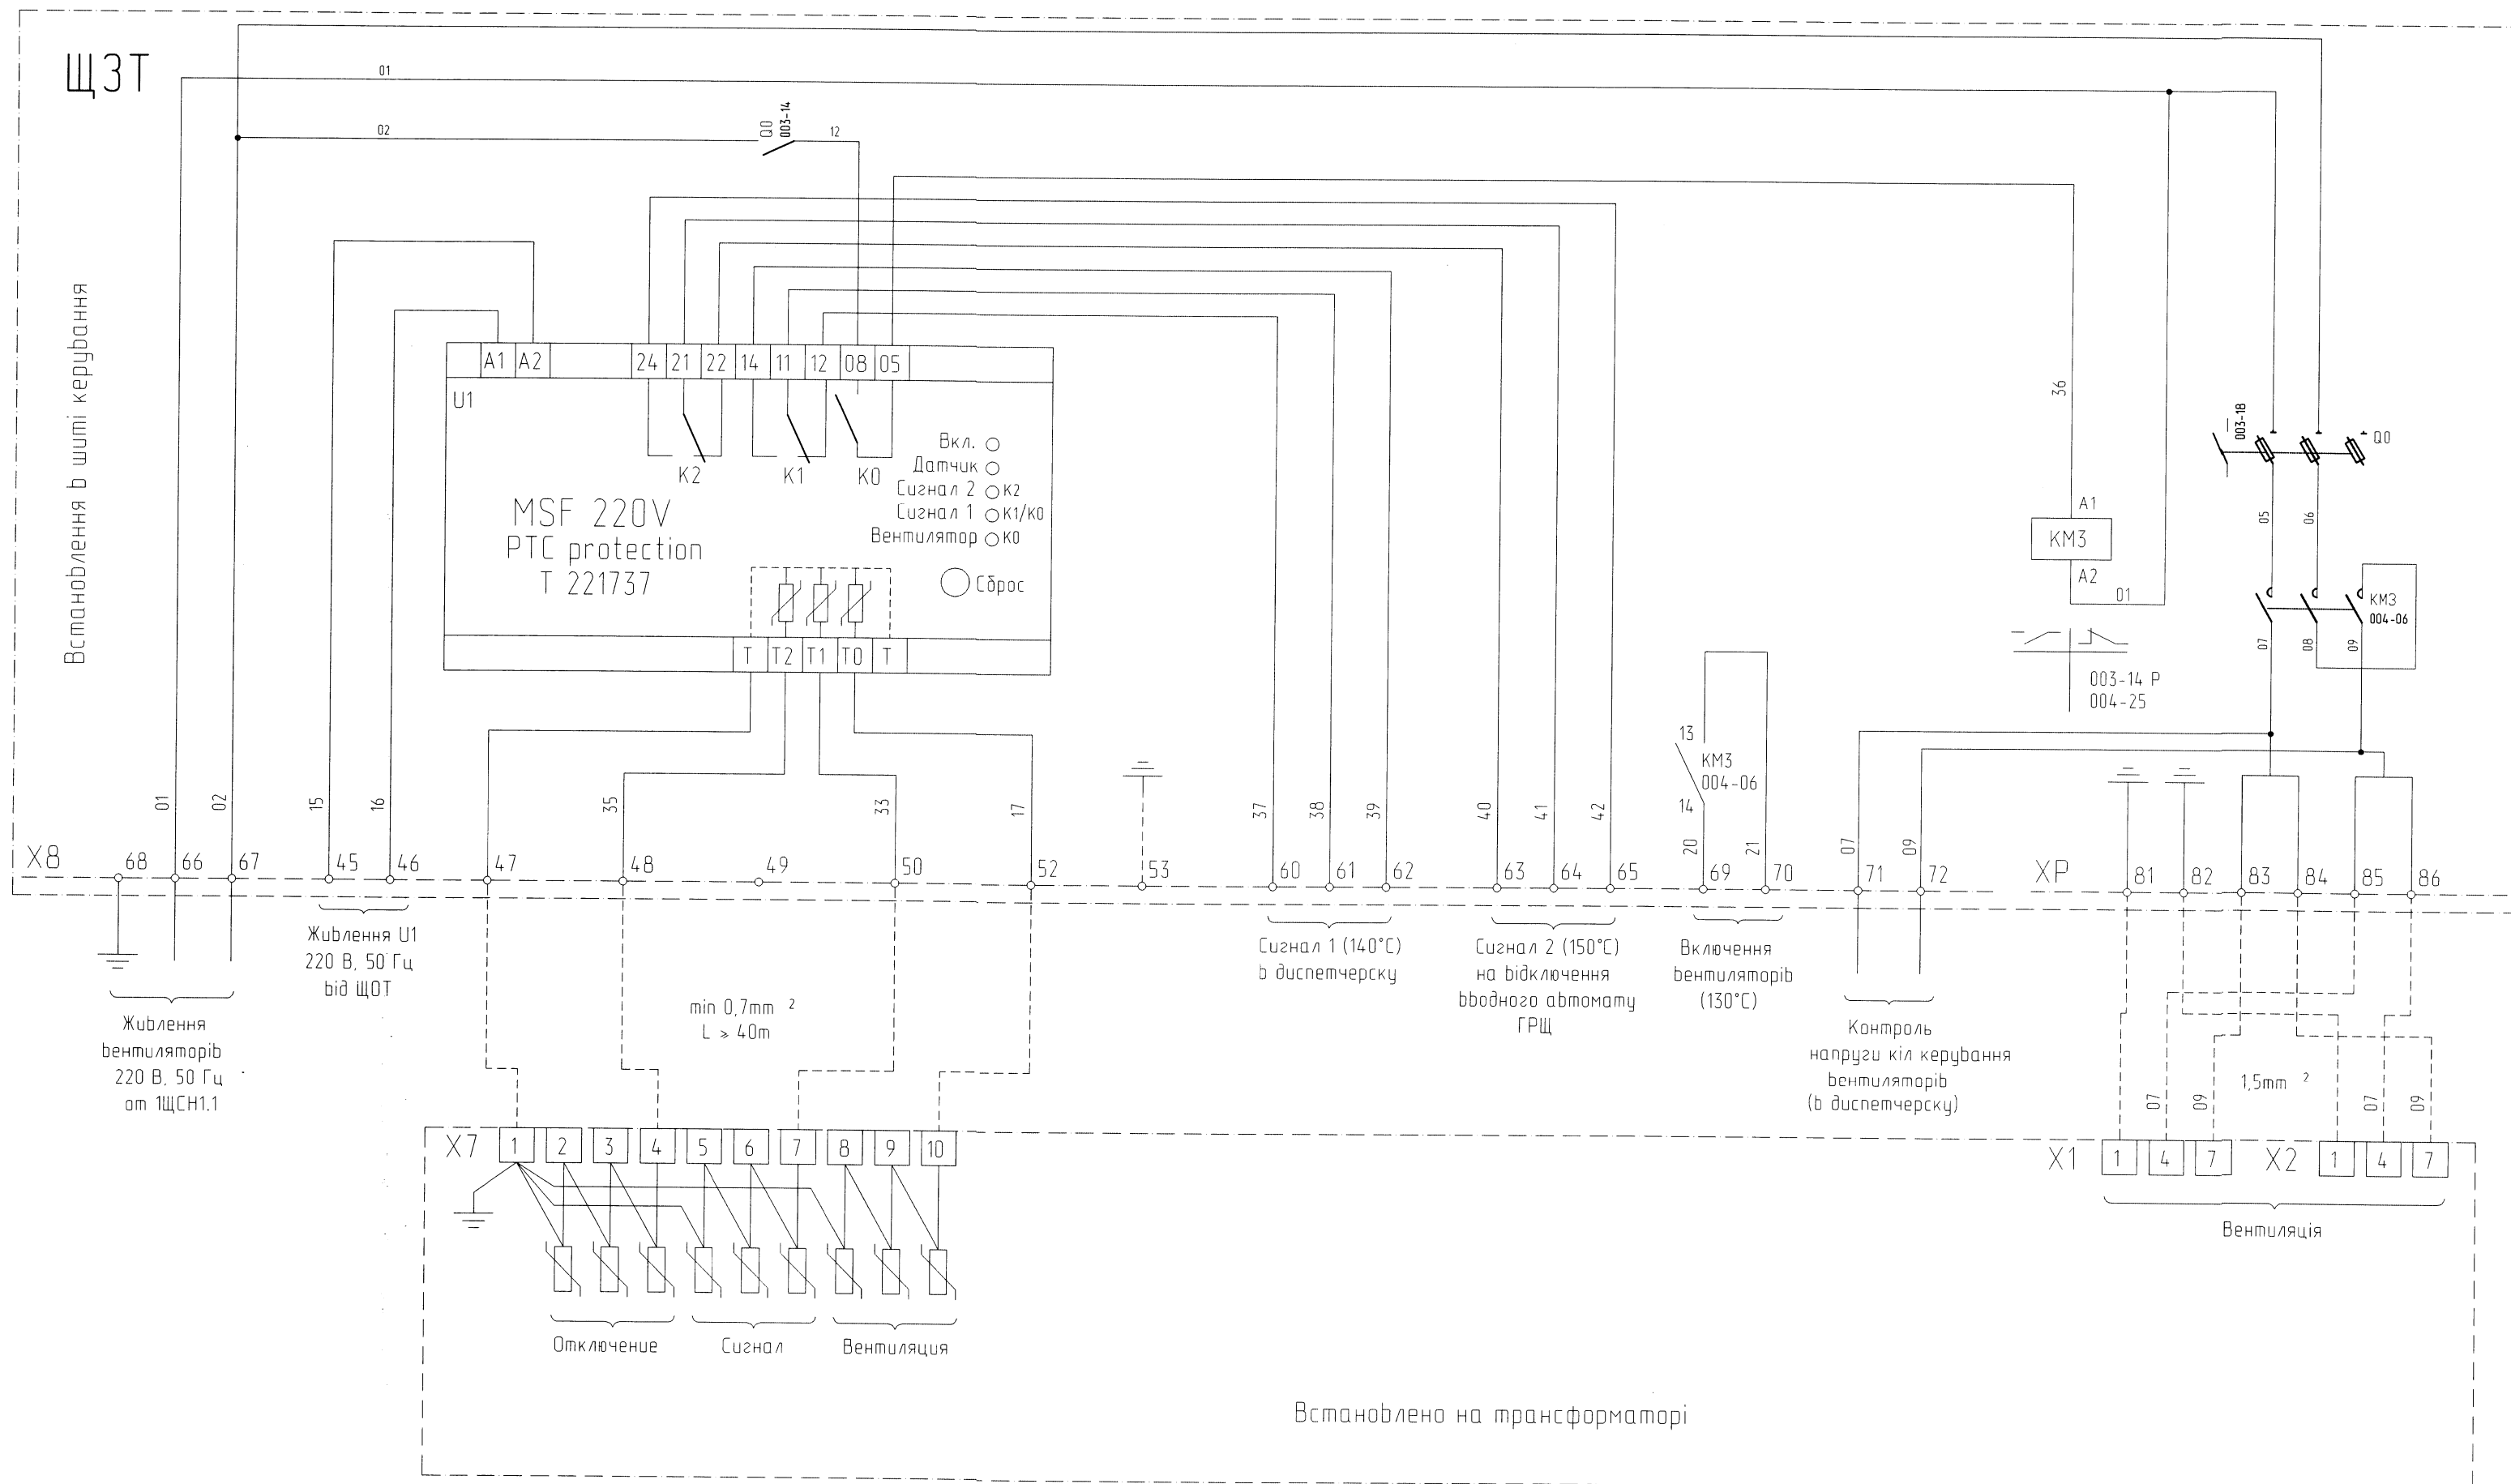 ЩЗТ
01
02
Q0
003-14
12
Встановлення в шиті керування
A1 A2 24 21 22 14 11 12 08 05
U1
K2 K1 K0
Вкл.
Датчик
Сигнал 2 K2
Сигнал 1 K1/K0
Вентилятор K0
Сброс
MSF 220V
PTC protection
T 221737
T T2 T1 T0 T
36
A1
КМ3
A2
01
003-14 Р
004-25
003-18
Q0
05 06
КМ3
004-06
07 08 09
13
КМ3
004-06
14
01 02 15 16 35 33 17 37 38 39 40 41 42 20 21 07 09
X8 68 66 67 45 46 47 48 49 50 52 53 60 61 62 63 64 65 69 70 71 72 XP 81 82 83 84 85 86
Живлення
вентиляторів
220 В, 50 Гц
от 1ЩСН1.1
Живлення U1
220 В, 50 Гц
від ЩОТ
min 0,7mm 2
L ≥ 40m
Сигнал 1 (140°C)
в диспетчерску
Сигнал 2 (150°C)
на відключення
вводного автомату
ГРЩ
Включення
вентиляторів
(130°C)
Контроль
напруги кіл керування
вентиляторів
(в диспетчерску)
1,5mm 2
07 09 07 09
X7 1 2 3 4 5 6 7 8 9 10
X1 1 4 7 X2 1 4 7
Вентиляція
Отключение Сигнал Вентиляция
Встановлено на трансформаторі